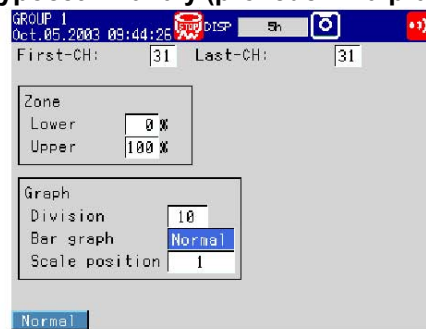 GROUP 1
Oct.05.2003 09:44:26 DISP 5h
First-CH: 31 Last-CH: 31
Zone
Lower 0 %
Upper 100 %
Graph
Division 10
Bar graph Normal
Scale position 1
Normal